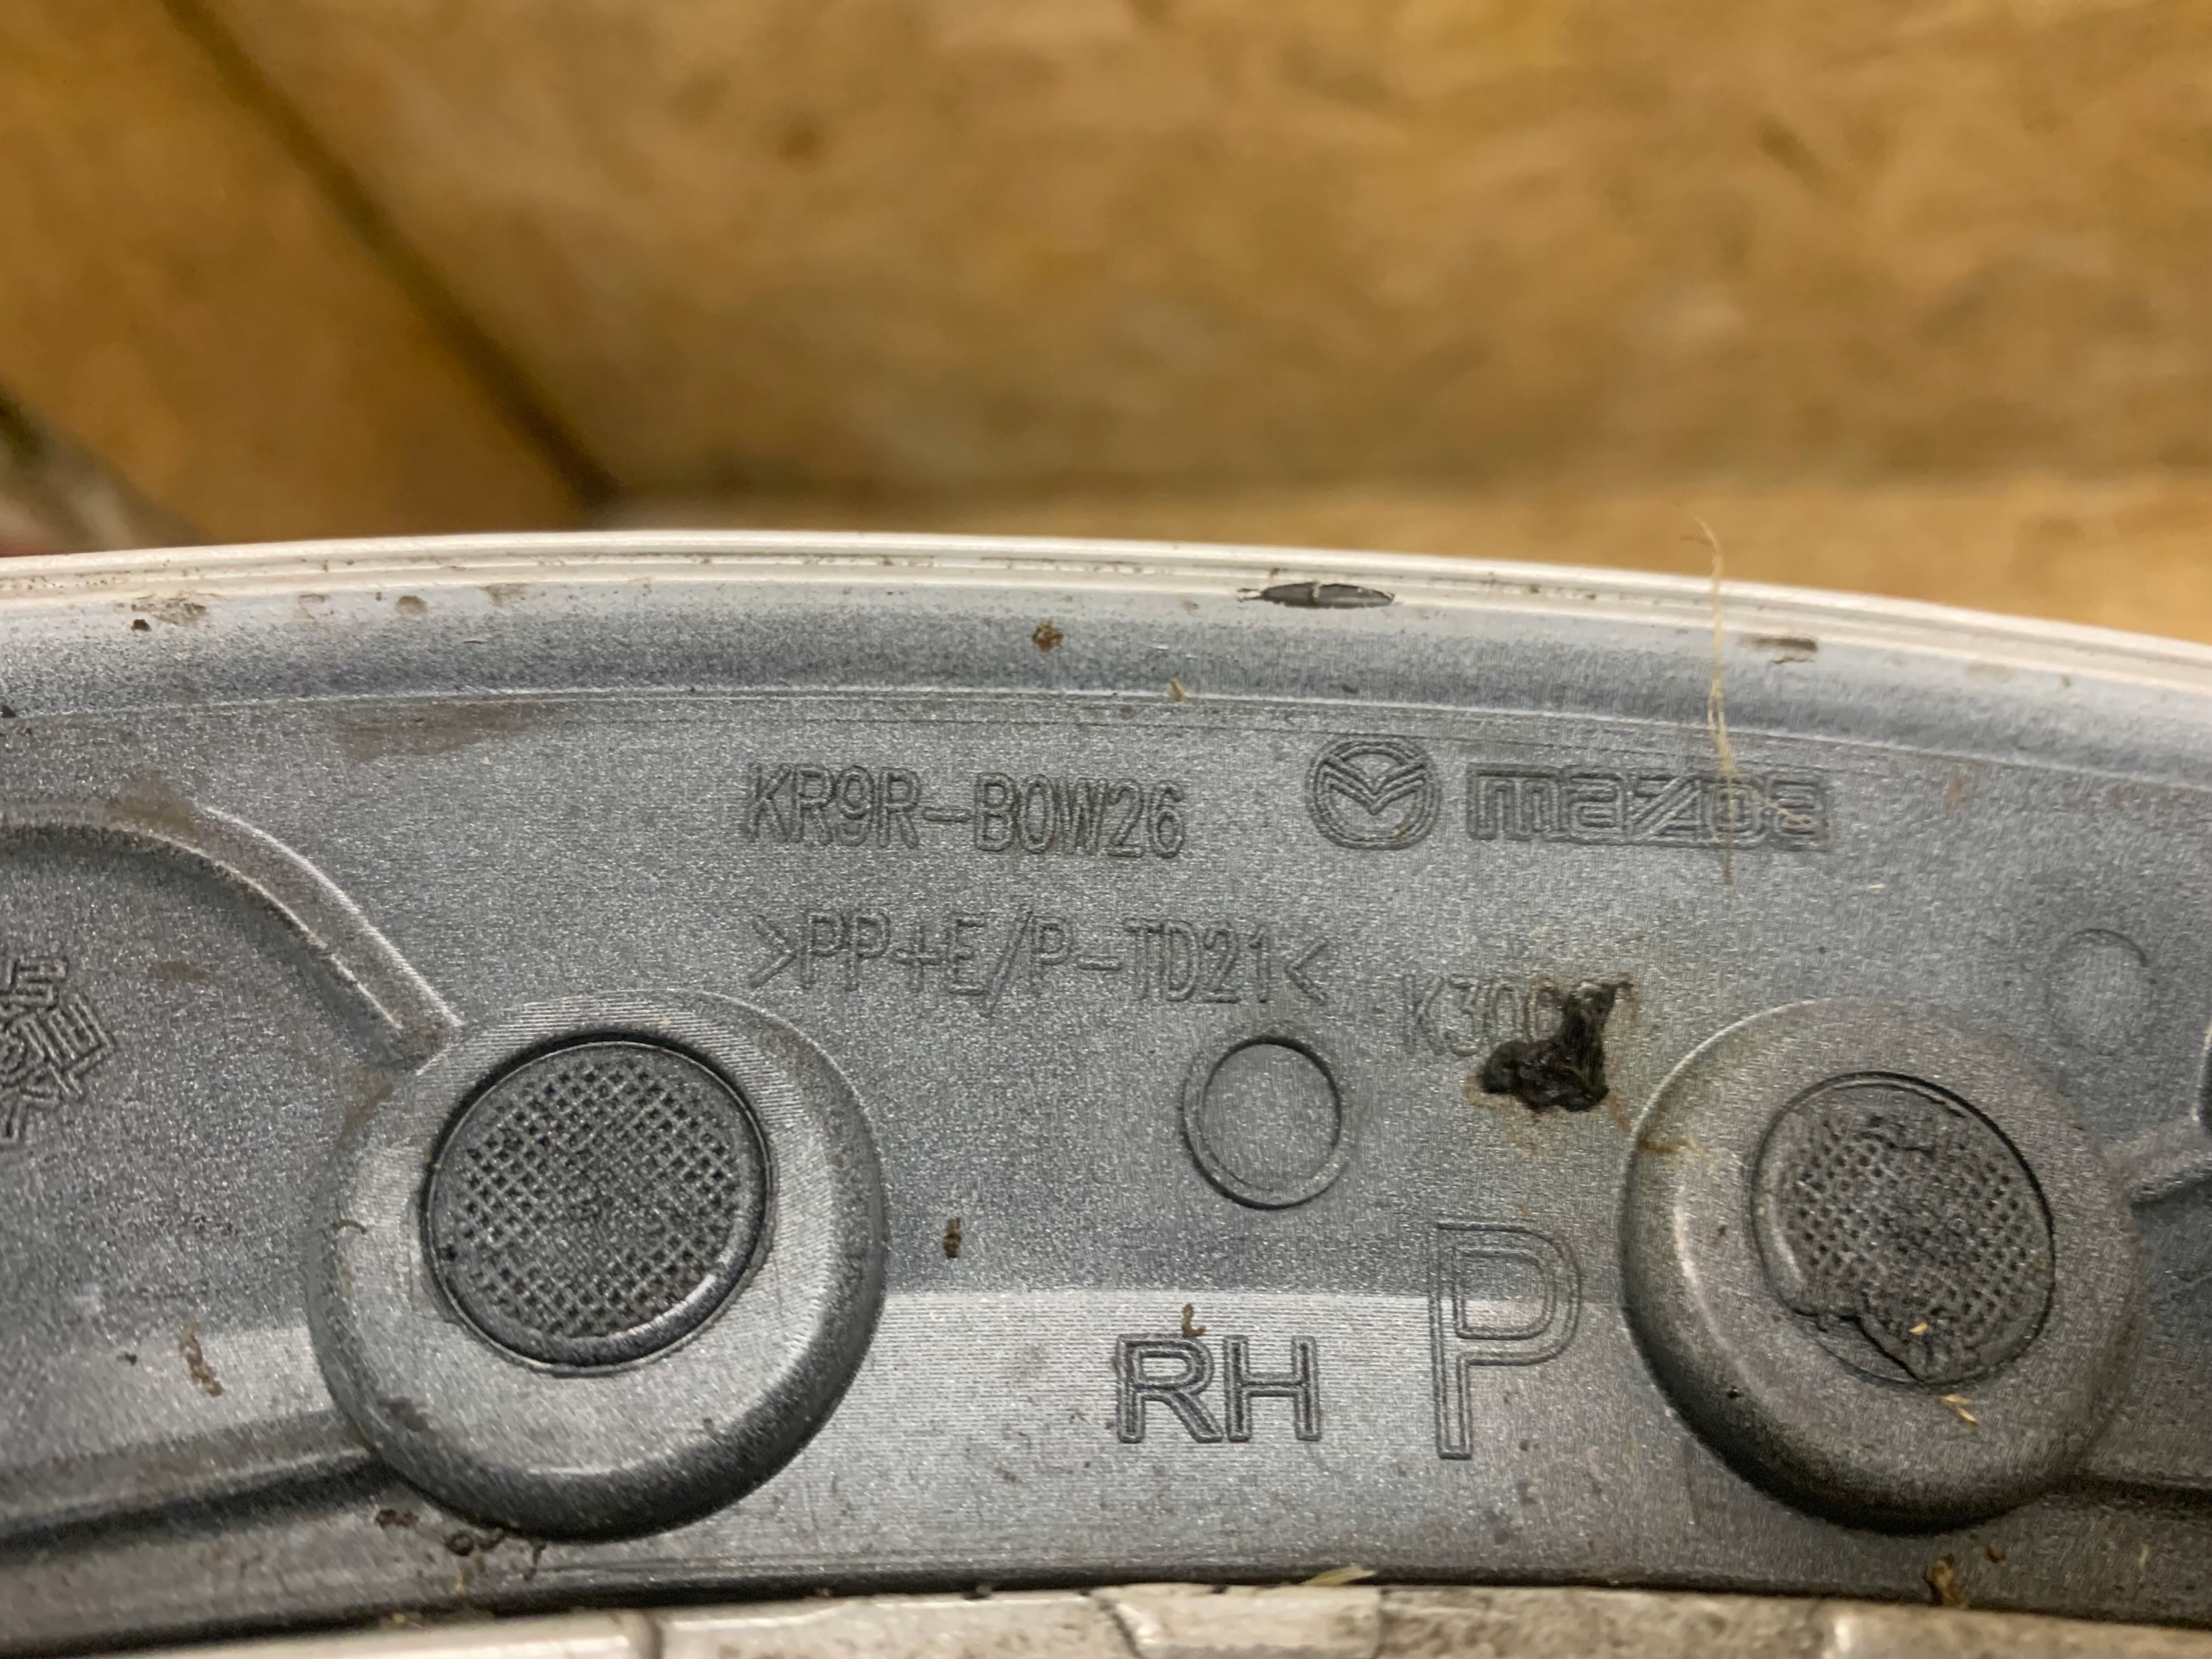 KR9R-B0W26 mazda
>PP+E/P-TD21<
RH P